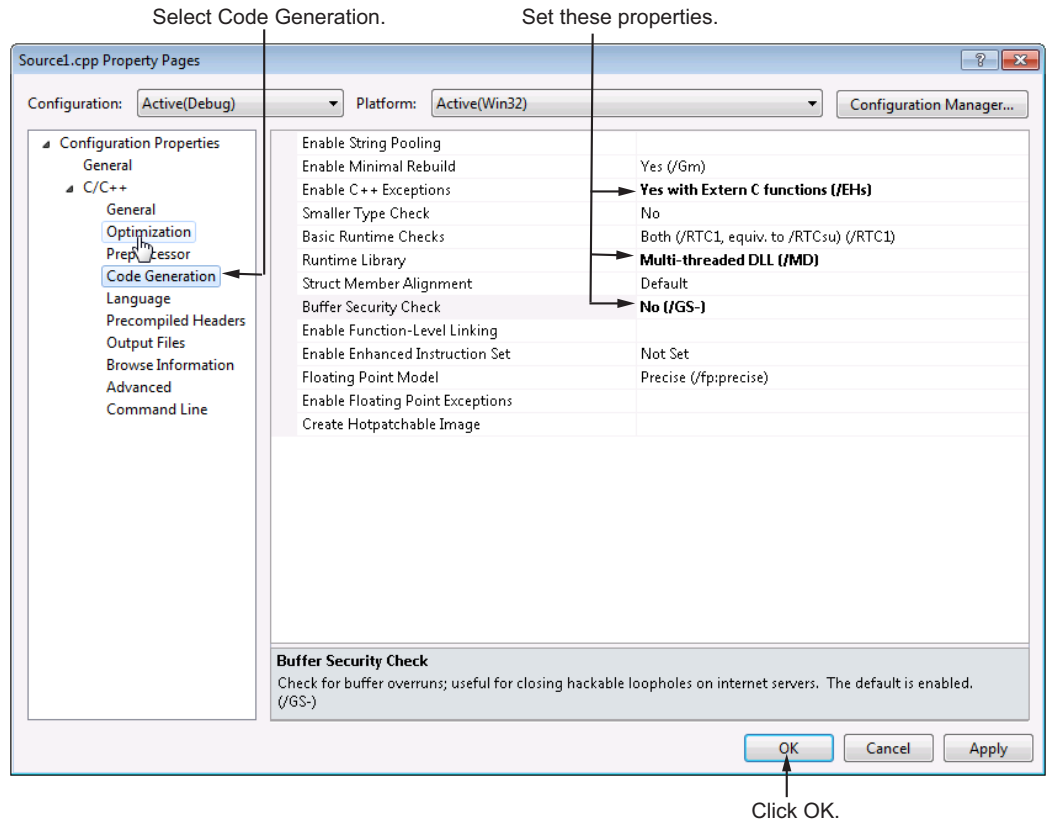 Select Code Generation.
Set these properties.
Source1.cpp Property Pages
Configuration: Active(Debug) Platform: Active(Win32) Configuration Manager...
Configuration Properties
General
C/C++
General
Optimization
Preprocessor
Code Generation
Language
Precompiled Headers
Output Files
Browse Information
Advanced
Command Line
Enable String Pooling
Enable Minimal Rebuild Yes (/Gm)
Enable C++ Exceptions Yes with Extern C functions (/EHs)
Smaller Type Check No
Basic Runtime Checks Both (/RTC1, equiv. to /RTCsu) (/RTC1)
Runtime Library Multi-threaded DLL (/MD)
Struct Member Alignment Default
Buffer Security Check No (/GS-)
Enable Function-Level Linking
Enable Enhanced Instruction Set Not Set
Floating Point Model Precise (/fp:precise)
Enable Floating Point Exceptions
Create Hotpatchable Image
Buffer Security Check
Check for buffer overruns; useful for closing hackable loopholes on internet servers. The default is enabled.
(/GS-)
OK Cancel Apply
Click OK.